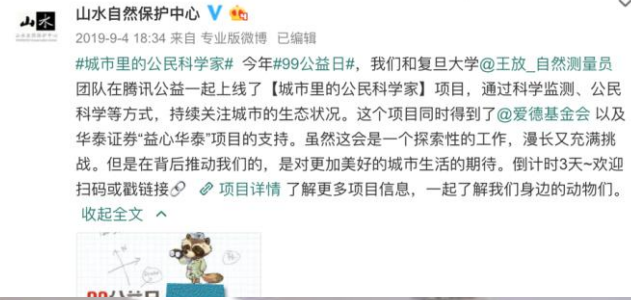 山水自然保护中心
山水
2019-9-4 18:34 来自 专业版微博 已编辑
#城市里的公民科学家# 今年#99公益日#，我们和复旦大学@王放_自然测量员
团队在腾讯公益一起上线了【城市里的公民科学家】项目，通过科学监测、公民
科学等方式，持续关注城市的生态状况。这个项目同时得到了@爱德基金会 以及
华泰证券“益心华泰”项目的支持。虽然这会是一个探索性的工作，漫长又充满挑
战。但是在背后推动我们的，是对更加美好的城市生活的期待。倒计时3天~欢迎
扫码或戳链接🔗 项目详情 了解更多项目信息，一起了解我们身边的动物们。
收起全文
99公益日